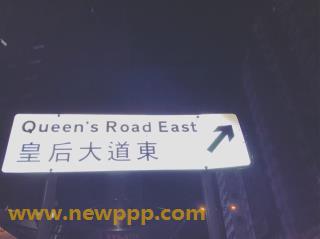 Queen's Road East
皇后大道東
www.newppp.com